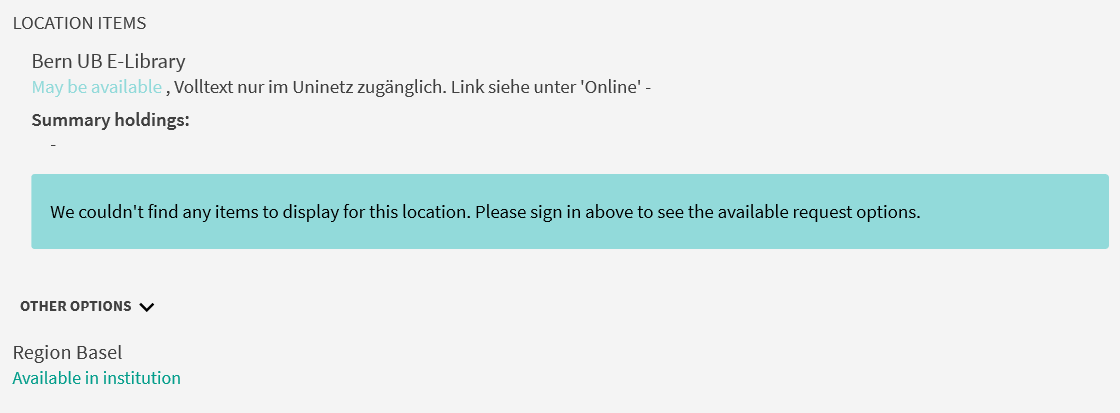 LOCATION ITEMS
Bern UB E-Library
May be available , Volltext nur im Uninetz zugänglich. Link siehe unter 'Online' -
Summary holdings:
-
We couldn't find any items to display for this location. Please sign in above to see the available request options.
OTHER OPTIONS
Region Basel
Available in institution